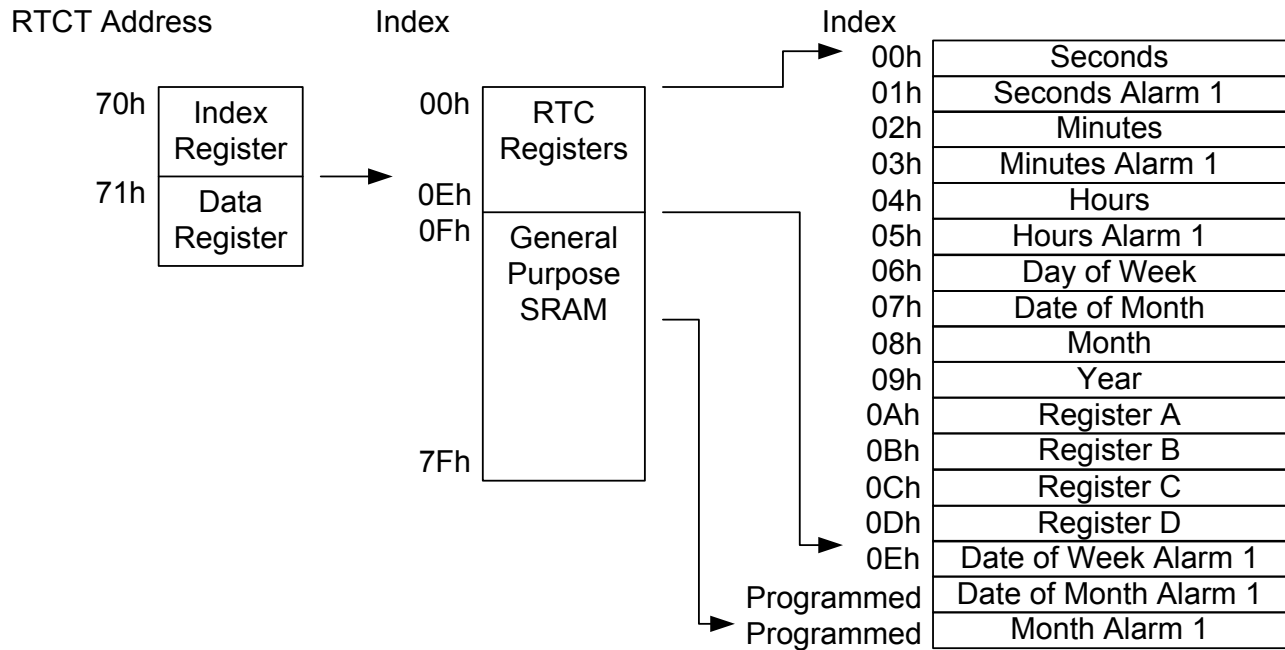 RTCT Address
Index
Index
70h
Index
Register
71h
Data
Register
00h
RTC
Registers
0Eh
0Fh
General
Purpose
SRAM
7Fh
00h Seconds
01h Seconds Alarm 1
02h Minutes
03h Minutes Alarm 1
04h Hours
05h Hours Alarm 1
06h Day of Week
07h Date of Month
08h Month
09h Year
0Ah Register A
0Bh Register B
0Ch Register C
0Dh Register D
0Eh Date of Week Alarm 1
Programmed Date of Month Alarm 1
Programmed Month Alarm 1